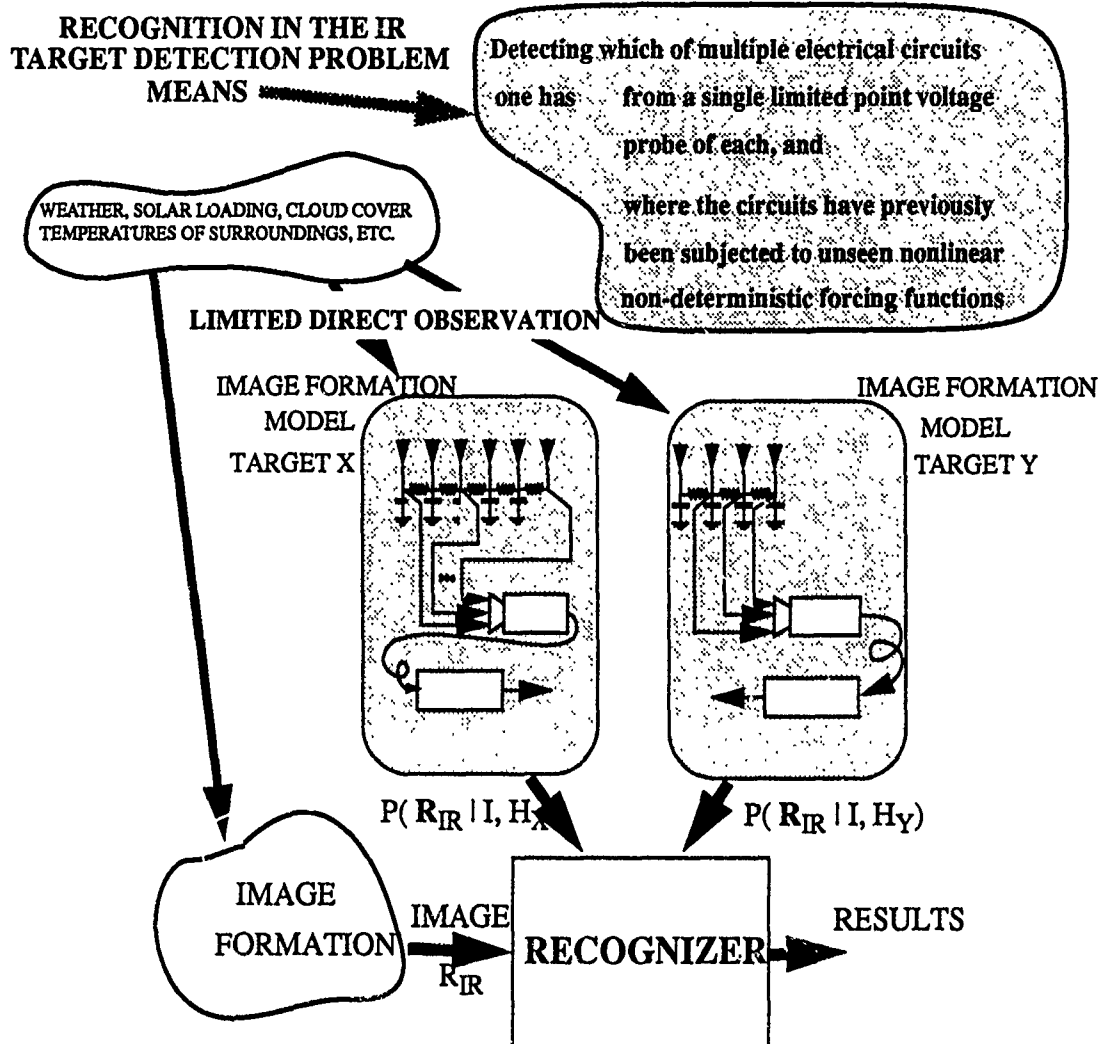 RECOGNITION IN THE IR
TARGET DETECTION PROBLEM
MEANS
Detecting which of multiple electrical circuits
one has from a single limited point voltage
probe of each, and
where the circuits have previously
been subjected to unseen nonlinear
non-deterministic forcing functions
WEATHER, SOLAR LOADING, CLOUD COVER
TEMPERATURES OF SURROUNDINGS, ETC.
LIMITED DIRECT OBSERVATION
IMAGE FORMATION
MODEL
TARGET X
IMAGE FORMATION
MODEL
TARGET Y
...
P( R_IR | I, H_X
P( R_IR | I, H_Y)
IMAGE
FORMATION
IMAGE
R_IR
RECOGNIZER
RESULTS